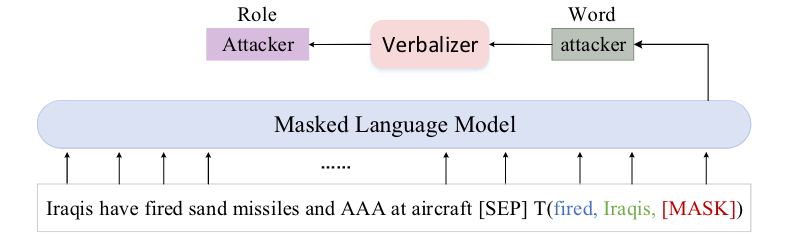 Role
Word
Attacker
Verbalizer
attacker
Masked Language Model
......
Iraqis have fired sand missiles and AAA at aircraft [SEP] T(fired, Iraqis, [MASK])